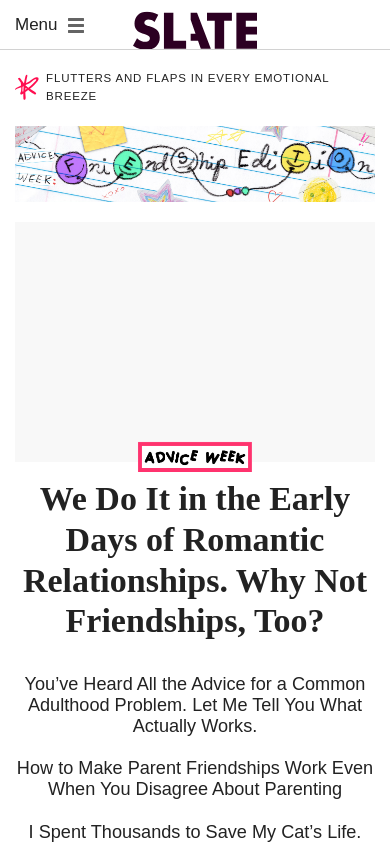 Menu
SLATE
FLUTTERS AND FLAPS IN EVERY EMOTIONAL
BREEZE
ADVICE WEEK: FriEndShip EdiTiOn
xoxo
ADVICE WEEK
We Do It in the Early
Days of Romantic
Relationships. Why Not
Friendships, Too?
You’ve Heard All the Advice for a Common
Adulthood Problem. Let Me Tell You What
Actually Works.
How to Make Parent Friendships Work Even
When You Disagree About Parenting
I Spent Thousands to Save My Cat’s Life.